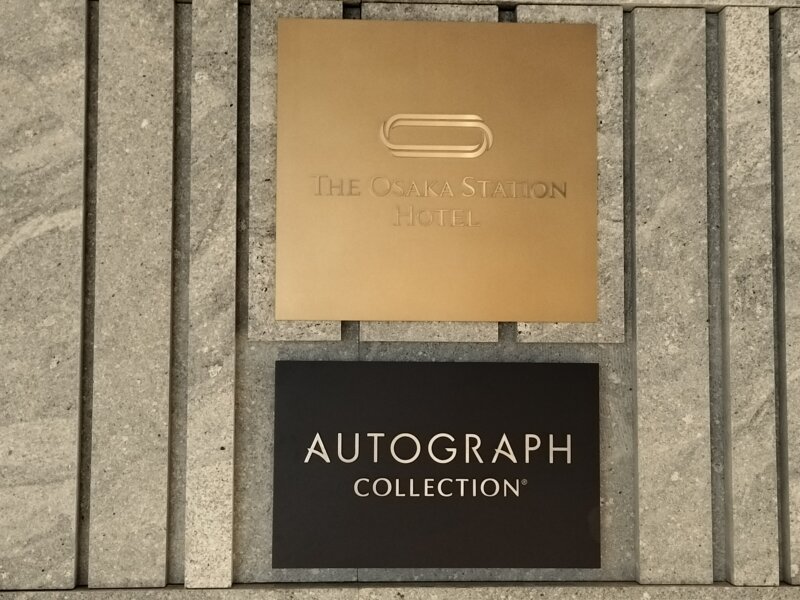 THE OSAKA STATION
HOTEL
AUTOGRAPH
COLLECTION®